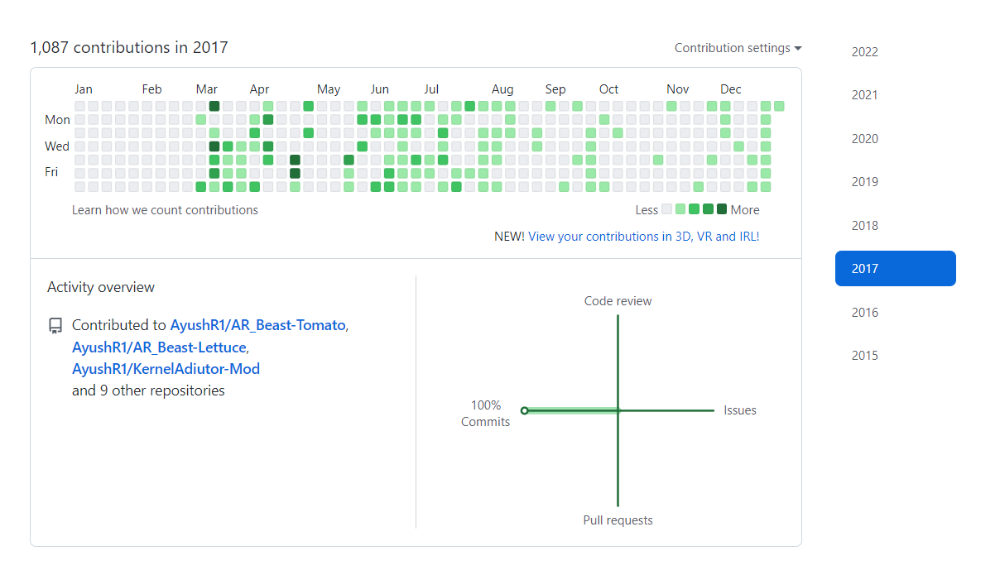 1,087 contributions in 2017
Contribution settings
Jan Feb Mar Apr May Jun Jul Aug Sep Oct Nov Dec
Mon
Wed
Fri
Learn how we count contributions
Less More
NEW! View your contributions in 3D, VR and IRL!
Activity overview
Contributed to AyushR1/AR_Beast-Tomato,
AyushR1/AR_Beast-Lettuce,
AyushR1/KernelAdiutor-Mod
and 9 other repositories
Code review
100%
Commits
Issues
Pull requests
2022
2021
2020
2019
2018
2017
2016
2015